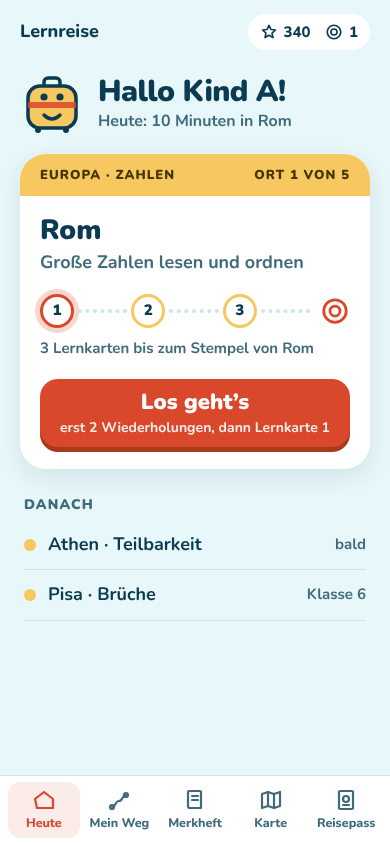 Lernreise
340 1
Hallo Kind A!
Heute: 10 Minuten in Rom
EUROPA · ZAHLEN ORT 1 VON 5
Rom
Große Zahlen lesen und ordnen
1 2 3
3 Lernkarten bis zum Stempel von Rom
Los geht’s
erst 2 Wiederholungen, dann Lernkarte 1
DANACH
Athen · Teilbarkeit bald
Pisa · Brüche Klasse 6
Heute Mein Weg Merkheft Karte Reisepass